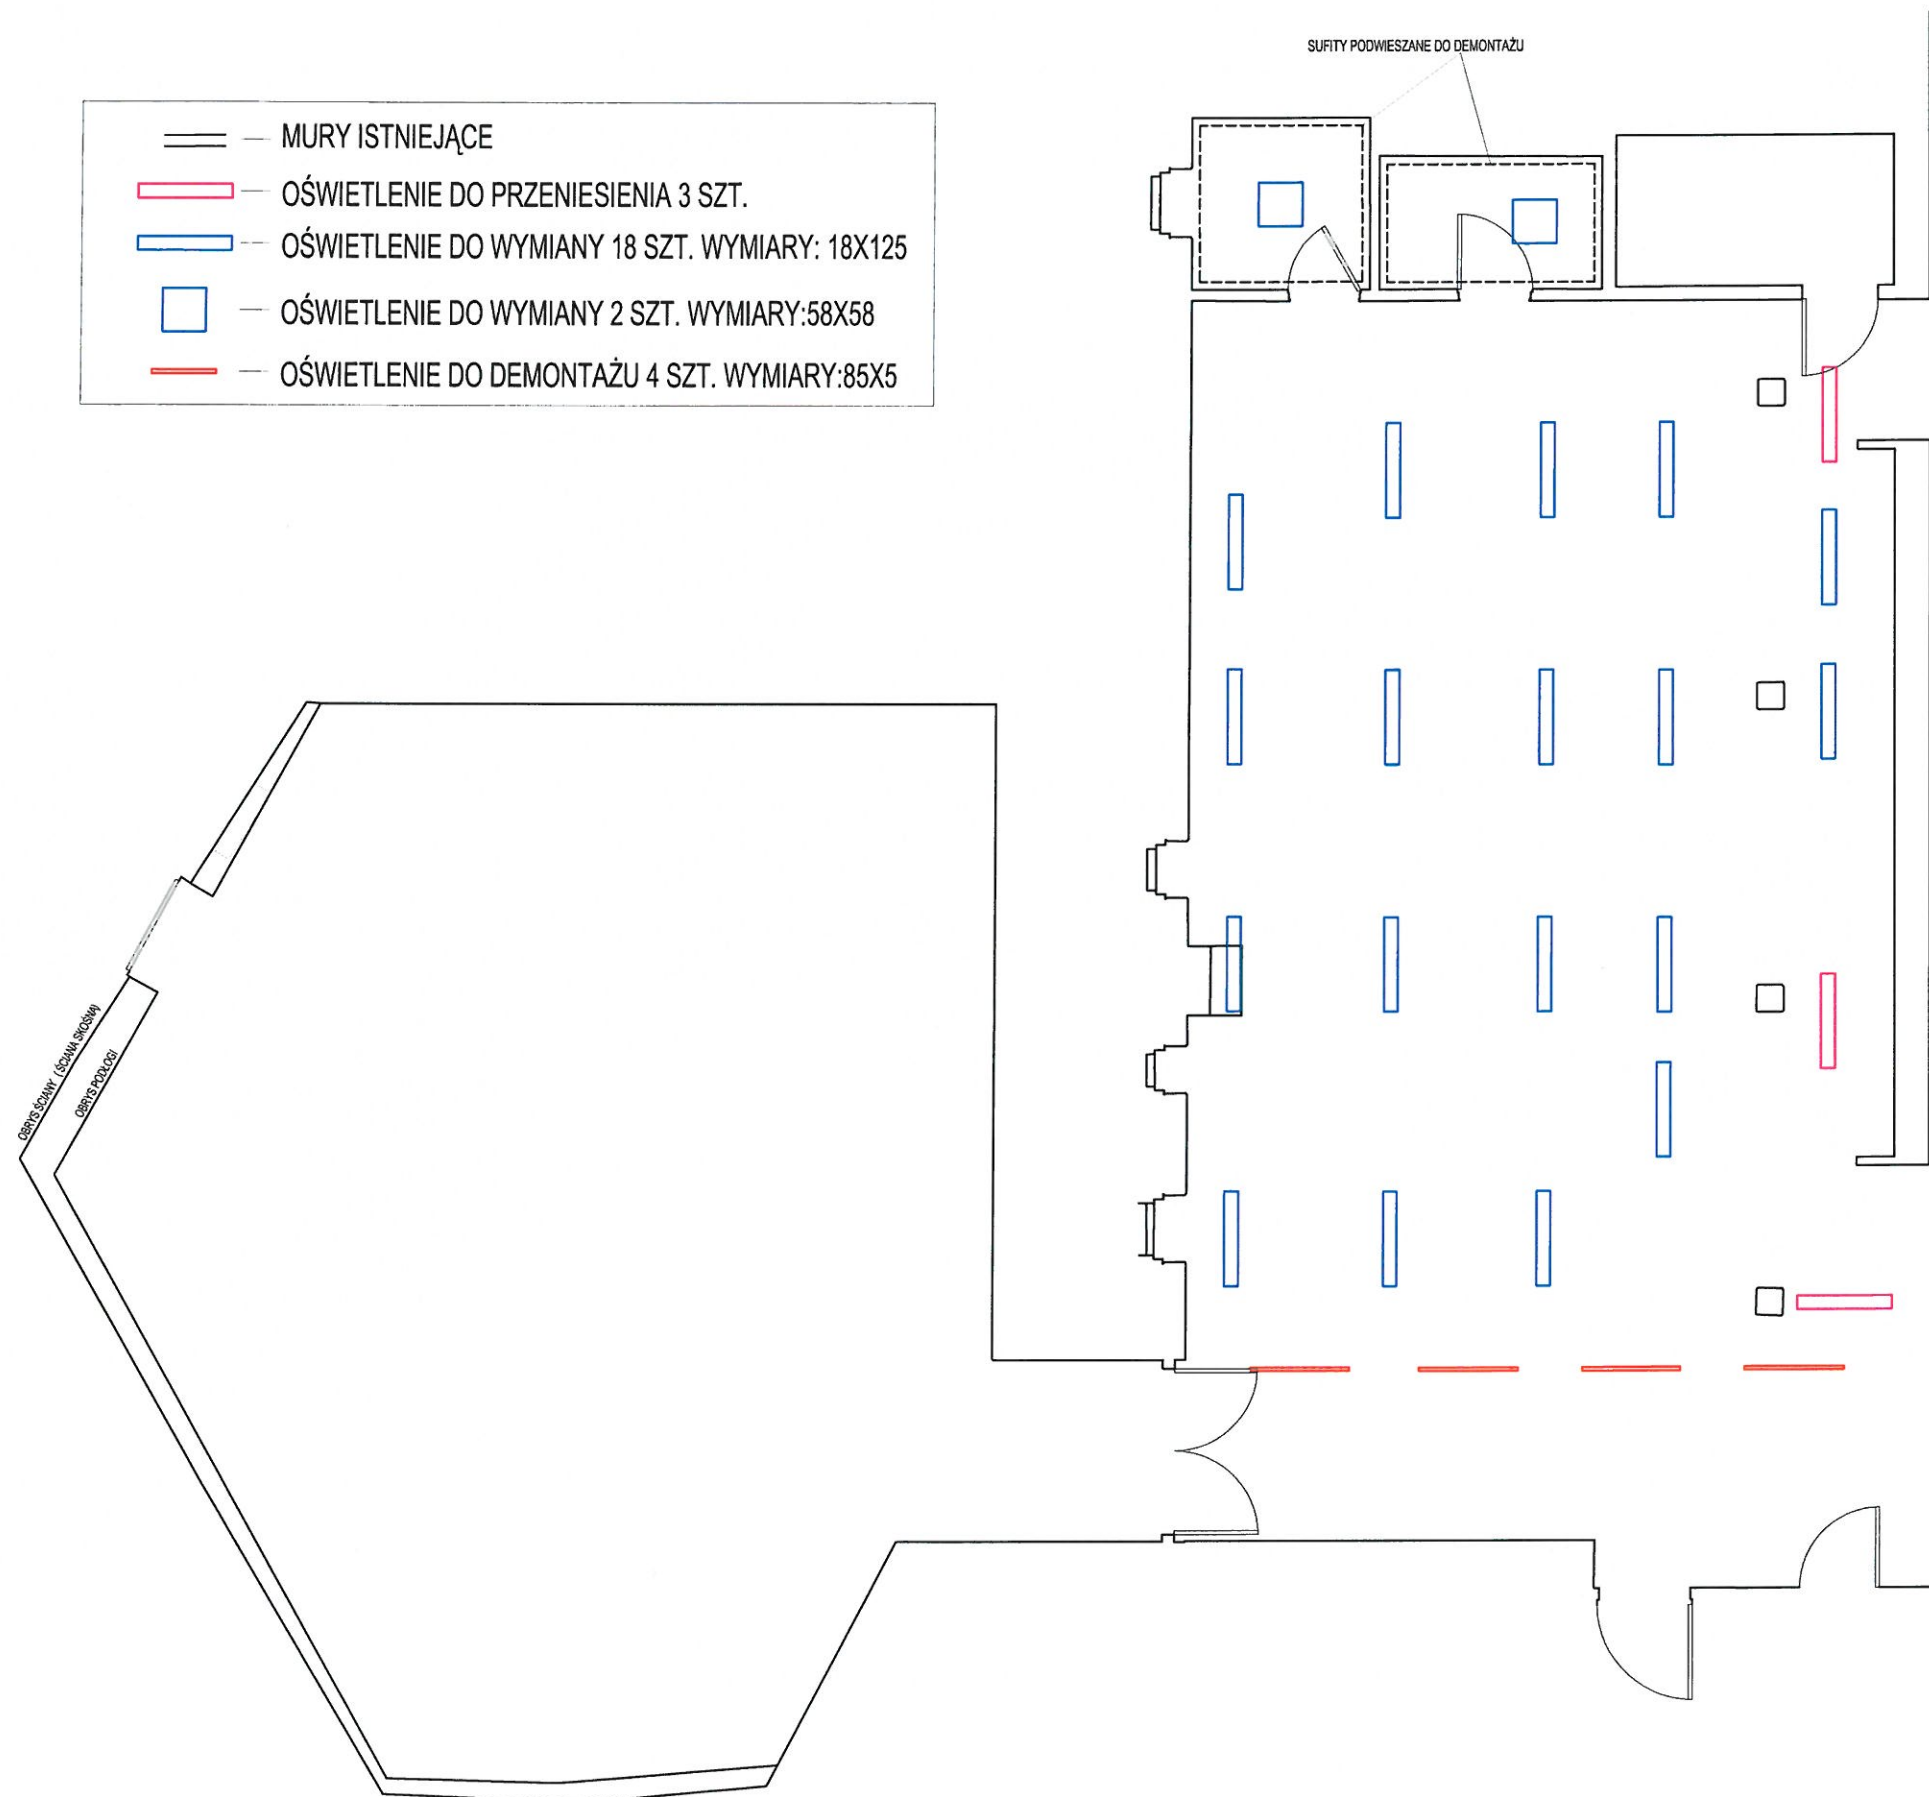 SUFITY PODWIESZANE DO DEMONTAŻU
MURY ISTNIEJĄCE
OŚWIETLENIE DO PRZENIESIENIA 3 SZT.
OŚWIETLENIE DO WYMIANY 18 SZT. WYMIARY: 18X125
OŚWIETLENIE DO WYMIANY 2 SZT. WYMIARY:58X58
OŚWIETLENIE DO DEMONTAŻU 4 SZT. WYMIARY:85X5
OBRYS ŚCIANY (ŚCIANA SKOŚNA)
OBRYS PODŁOGI